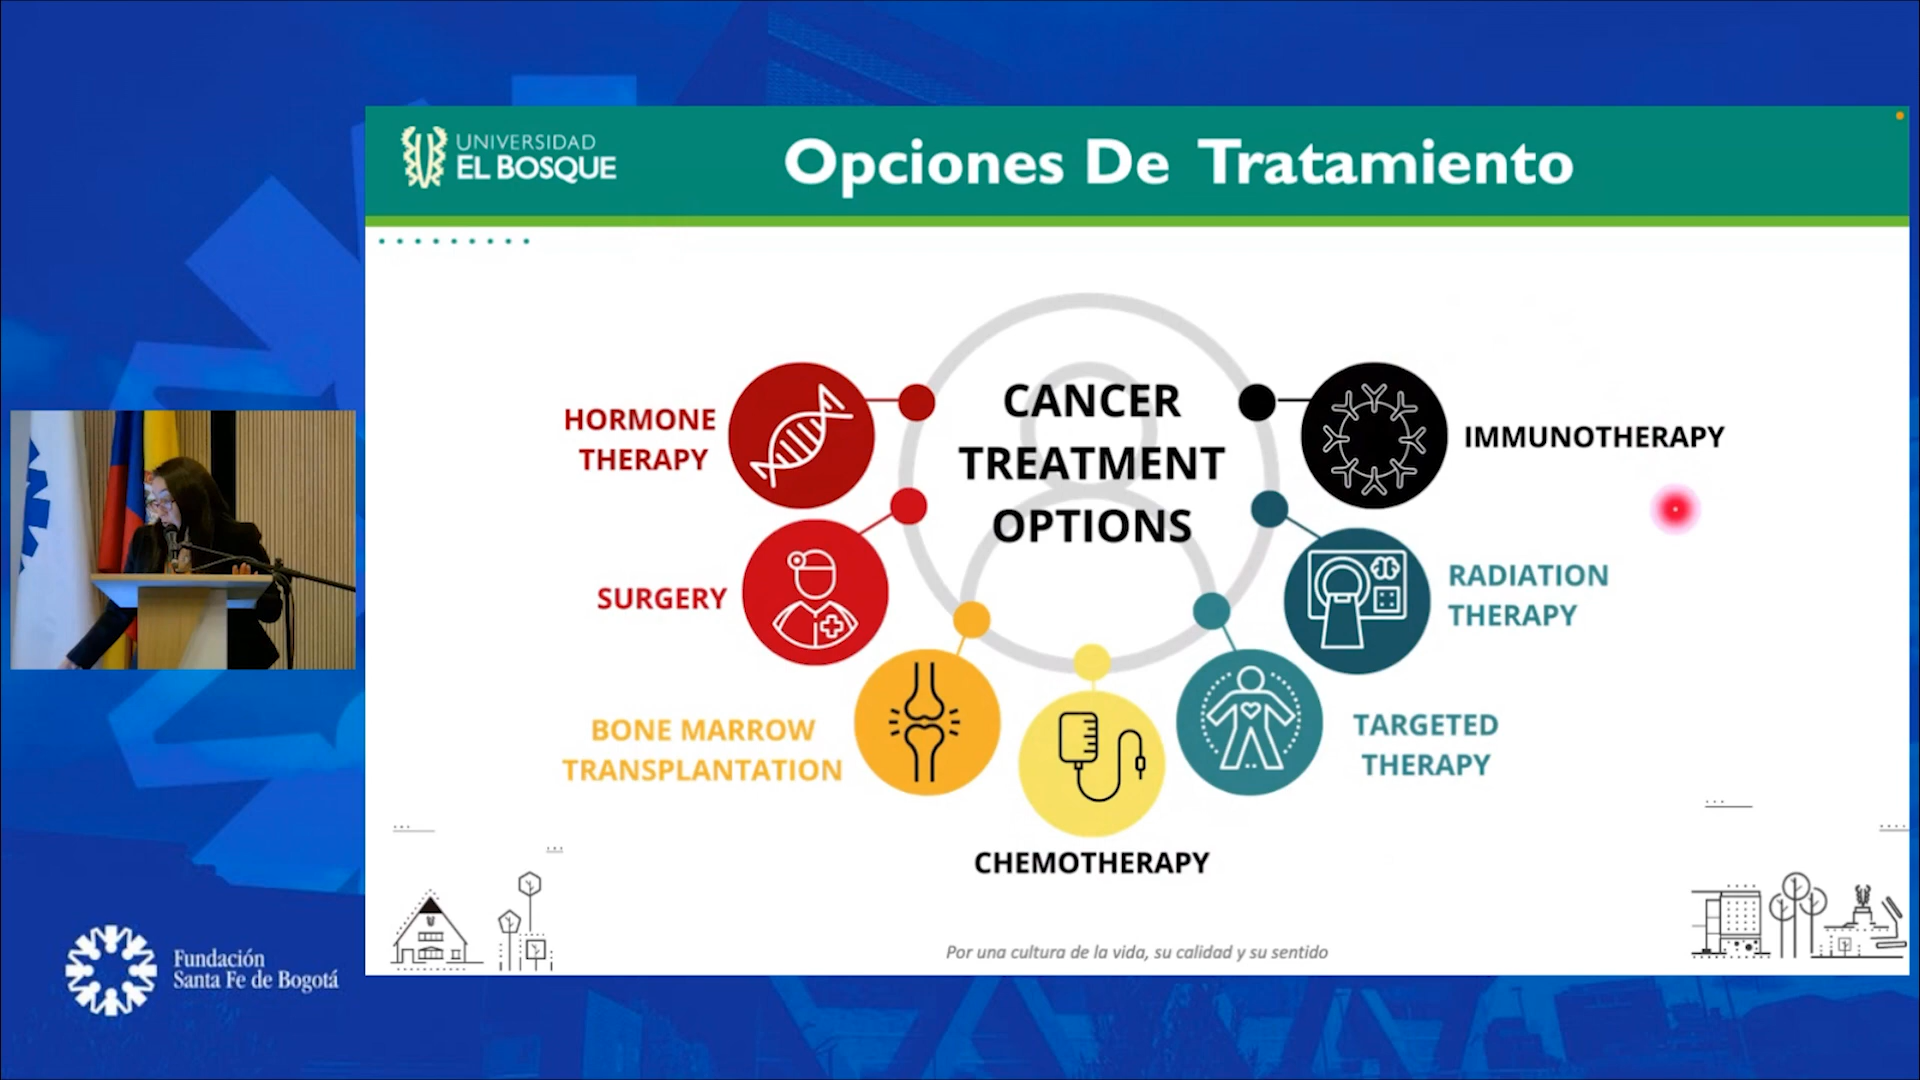 UNIVERSIDAD
EL BOSQUE
Opciones De Tratamiento
HORMONE
THERAPY
CANCER
TREATMENT
OPTIONS
IMMUNOTHERAPY
SURGERY
RADIATION
THERAPY
BONE MARROW
TRANSPLANTATION
TARGETED
THERAPY
CHEMOTHERAPY
Por una cultura de la vida, su calidad y su sentido
Fundación
Santa Fe de Bogotá